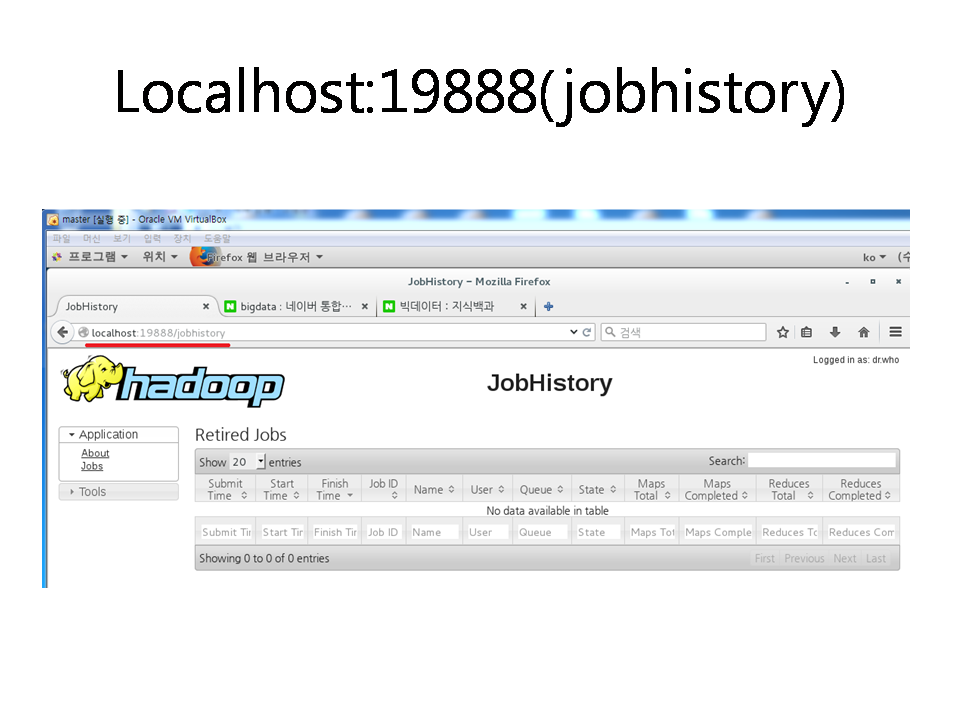 Localhost:19888(jobhistory)
master [실행 중] - Oracle VM VirtualBox
파일 머신 보기 입력 장치 도움말
프로그램 위치 Firefox 웹 브라우저 ko (수
JobHistory - Mozilla Firefox
JobHistory bigdata : 네이버 통합… 빅데이터 : 지식백과
localhost:19888/jobhistory 검색
Logged in as: dr.who
hadoop JobHistory
Application
About
Jobs
Tools
Retired Jobs
Show 20 entries Search:
Submit Time Start Time Finish Time Job ID Name User Queue State Maps Total Maps Completed Reduces Total Reduces Completed
No data available in table
Submit Tir Start Tir Finish Tir Job ID Name User Queue State Maps Tot Maps Comple Reduces To Reduces Com
Showing 0 to 0 of 0 entries First Previous Next Last